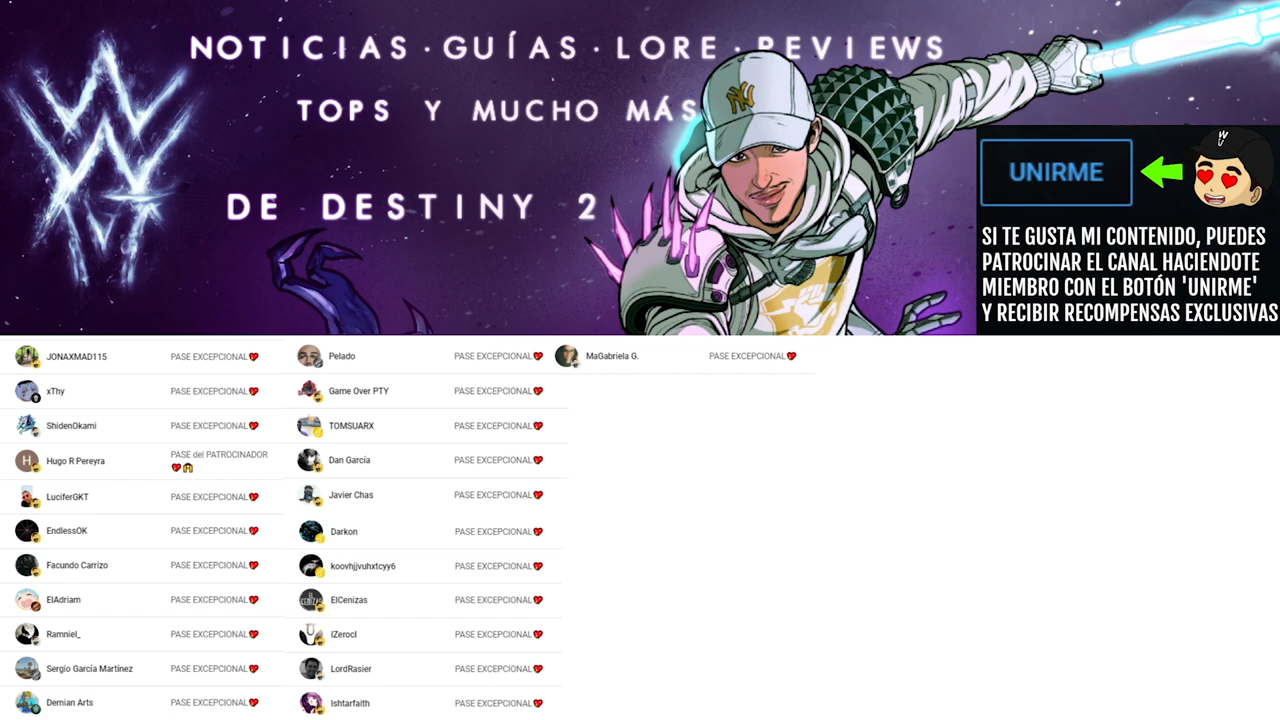 NOTICIAS · GUÍAS · LORE · REVIEWS
TOPS Y MUCHO MÁS
DE DESTINY 2
UNIRME
SI TE GUSTA MI CONTENIDO, PUEDES
PATROCINAR EL CANAL HACIENDOTE
MIEMBRO CON EL BOTÓN 'UNIRME'
Y RECIBIR RECOMPENSAS EXCLUSIVAS
JONAXMAD115 PASE EXCEPCIONAL
xThy PASE EXCEPCIONAL
ShidenOkami PASE EXCEPCIONAL
H Hugo R Pereyra PASE del PATROCINADOR
LuciferGKT PASE EXCEPCIONAL
EndlessOK PASE EXCEPCIONAL
Facundo Carrizo PASE EXCEPCIONAL
ElAdriam PASE EXCEPCIONAL
Ramniel_ PASE EXCEPCIONAL
Sergio García Martínez PASE EXCEPCIONAL
Demian Arts PASE EXCEPCIONAL
Pelado PASE EXCEPCIONAL
Game Over PTY PASE EXCEPCIONAL
TOMSUARX PASE EXCEPCIONAL
Dan García PASE EXCEPCIONAL
Javier Chas PASE EXCEPCIONAL
Darkon PASE EXCEPCIONAL
koovhjjvuhxtcyy6 PASE EXCEPCIONAL
ElCenizas PASE EXCEPCIONAL
IZerocI PASE EXCEPCIONAL
LordRasier PASE EXCEPCIONAL
Ishtarfaith PASE EXCEPCIONAL
MaGabriela G. PASE EXCEPCIONAL